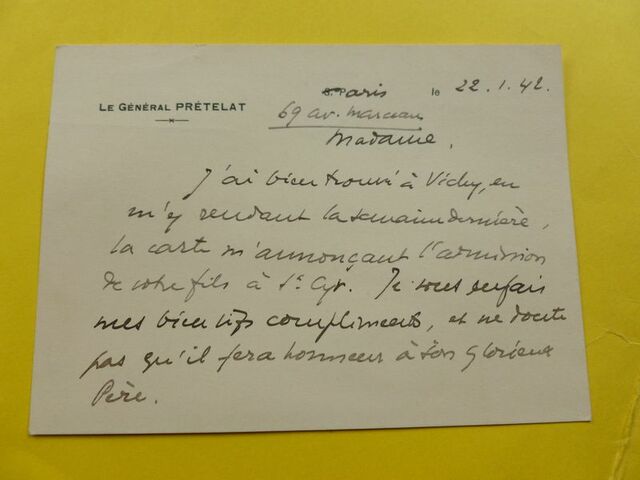 LE GÉNÉRAL PRÉTELAT
S. P. aris le 22.1.42.
69 av. Marceau
Madame,
J'ai bien trouvé à Vichy, en
m'y rendant la semaine dernière,
la carte m'annonçant l'admission
de votre fils à St Cyr. Je vous en fais
mes bien vifs compliments, et ne doute
pas qu'il fera honneur à son glorieux
Père.